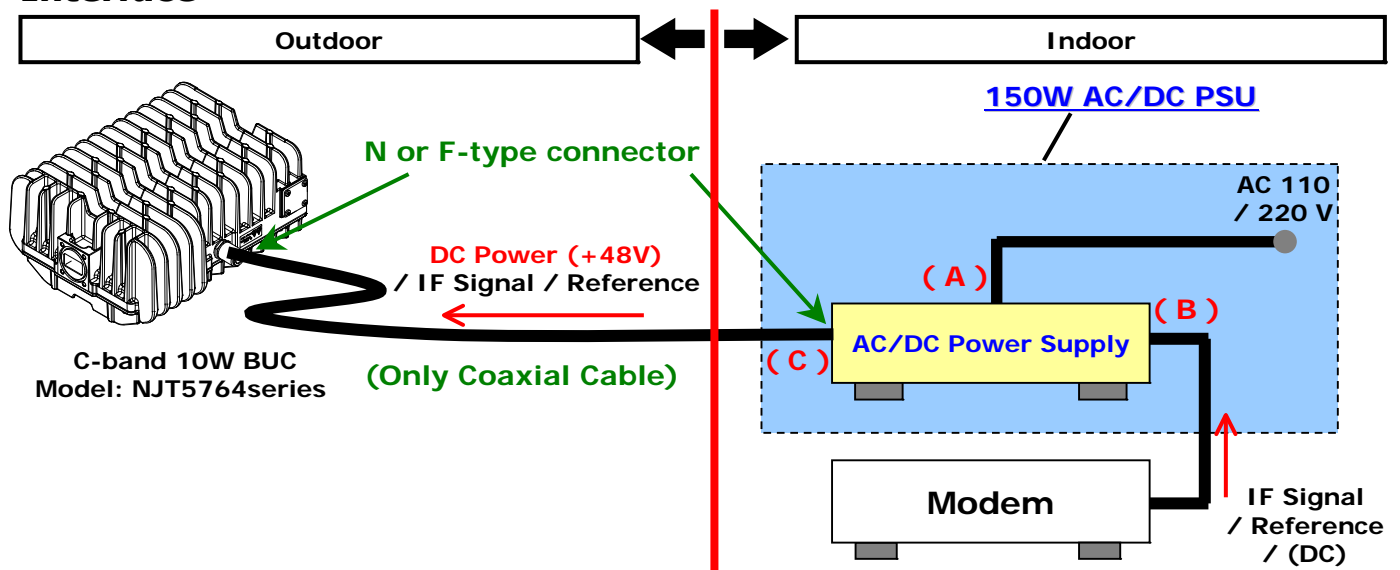 Interface
Outdoor
Indoor
150W AC/DC PSU
N or F-type connector
AC 110
/ 220 V
DC Power (+48V)
/ IF Signal / Reference
( A )
( B )
AC/DC Power Supply
( C )
C-band 10W BUC
Model: NJT5764series
(Only Coaxial Cable)
Modem
IF Signal
/ Reference
/ (DC)